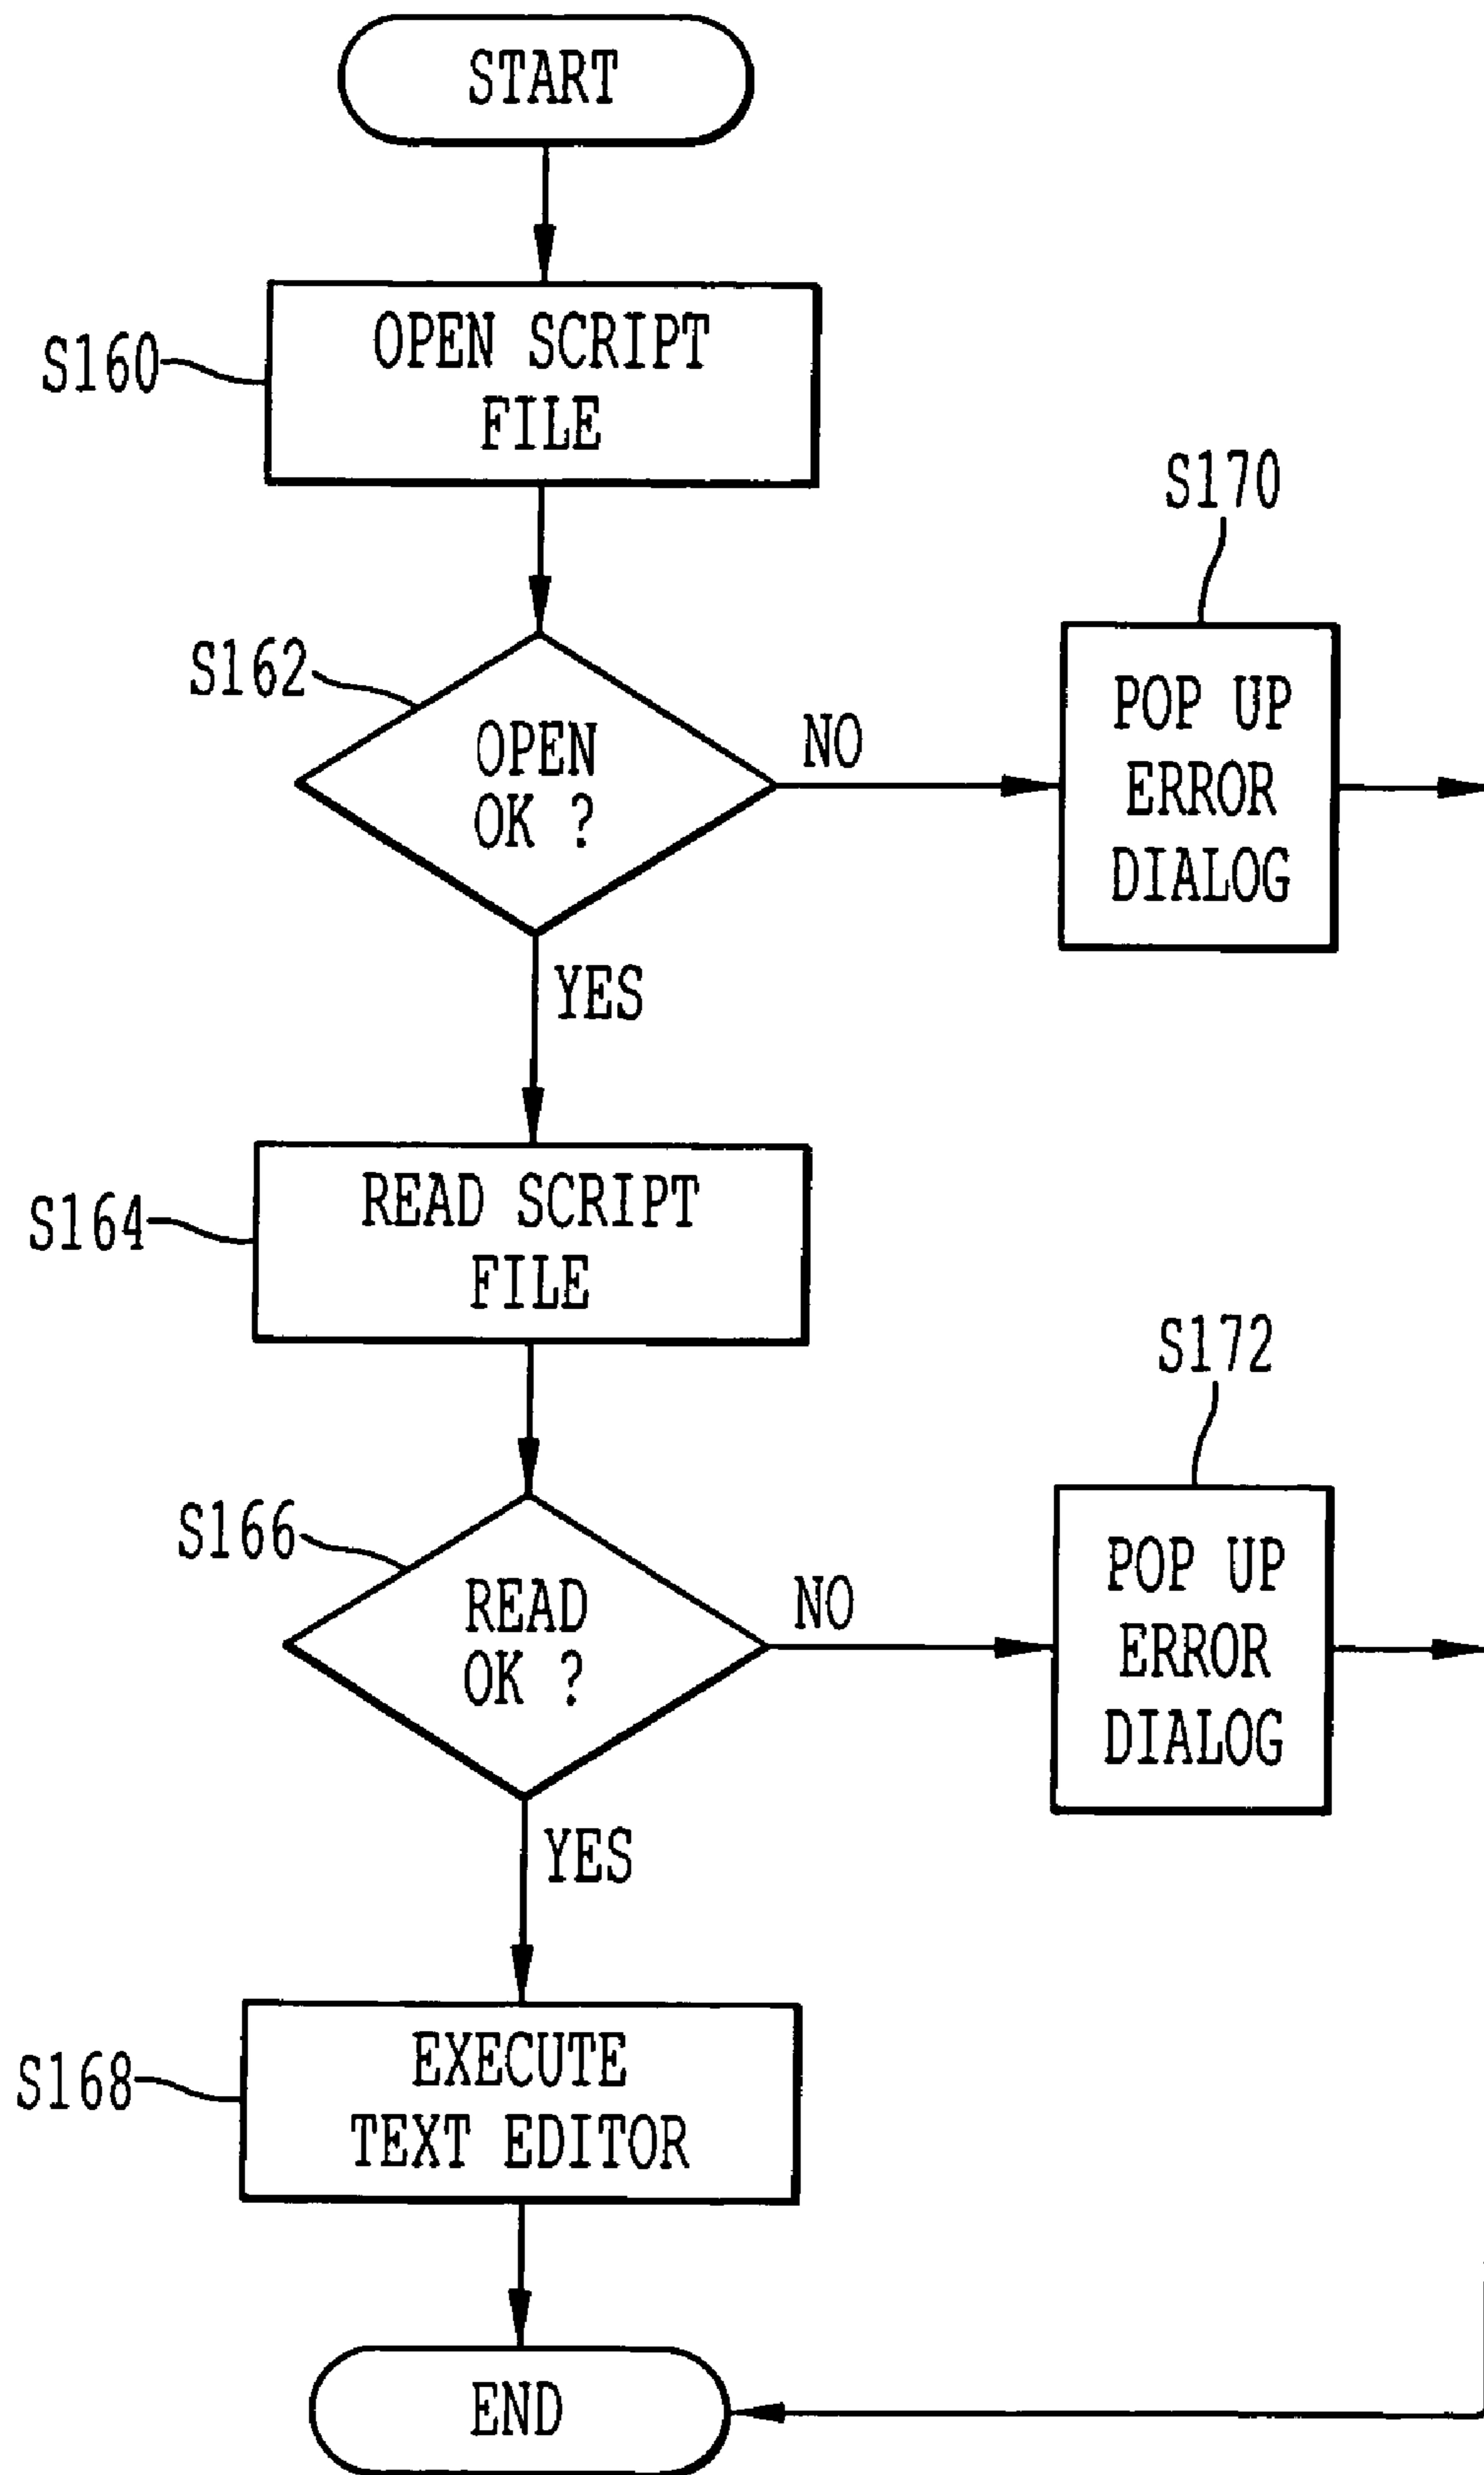 START
S160
OPEN SCRIPT
FILE
S170
S162
OPEN
OK ?
NO
POP UP
ERROR
DIALOG
YES
S164
READ SCRIPT
FILE
S172
S166
READ
OK ?
NO
POP UP
ERROR
DIALOG
YES
S168
EXECUTE
TEXT EDITOR
END